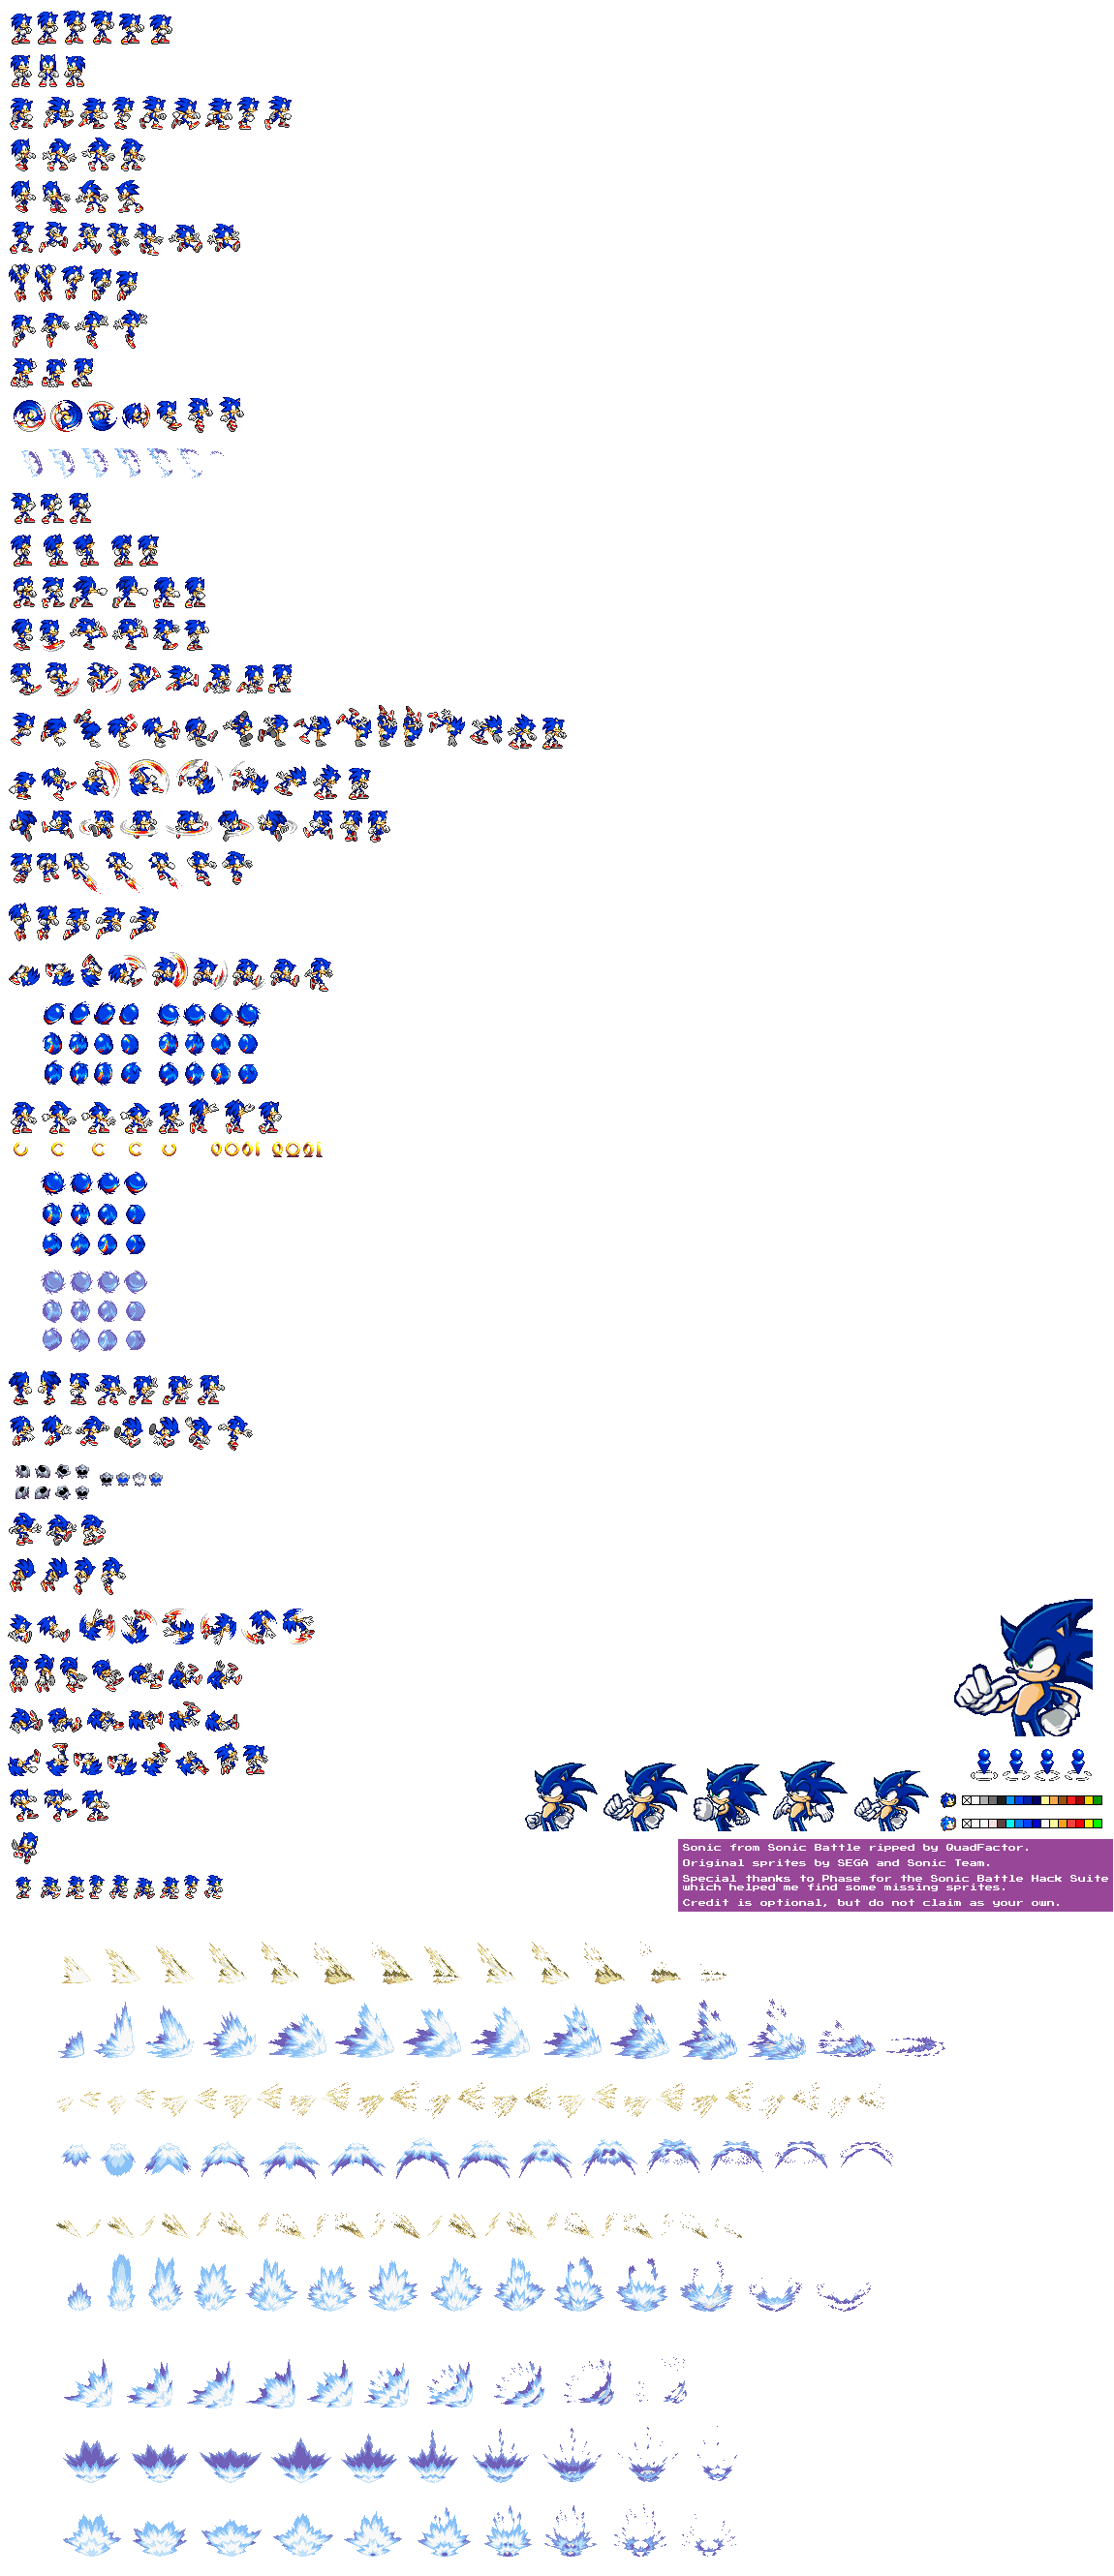 Sonic from Sonic Battle ripped by QuadFactor.
Original sprites by SEGA and Sonic Team.
Special thanks to Phase for the Sonic Battle Hack Suite
which helped me find some missing sprites.
Credit is optional, but do not claim as your own.